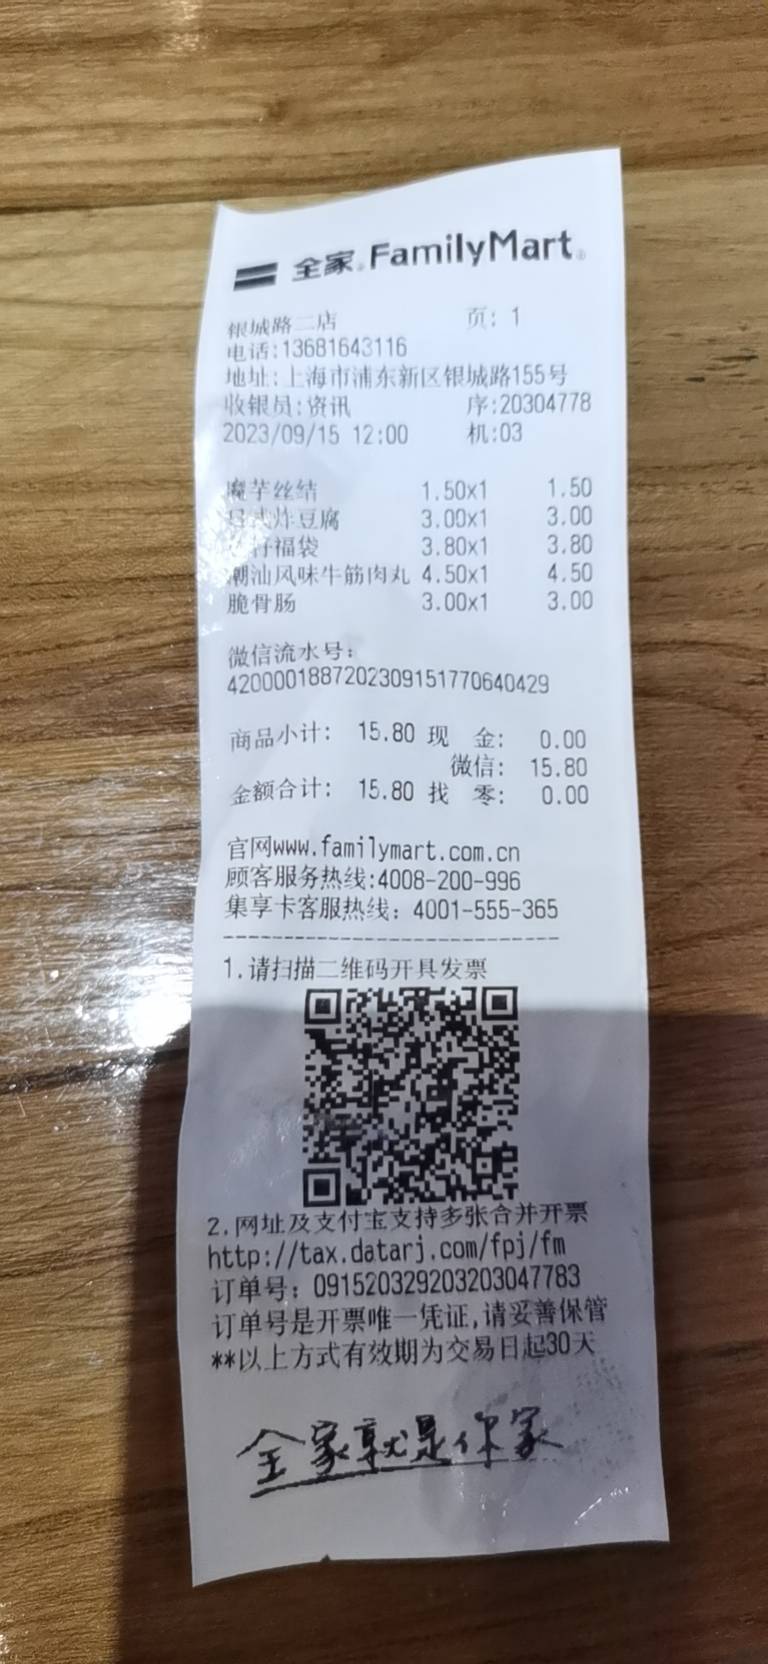 全家 FamilyMart
银城路二店 页: 1
电话:13681643116
地址:上海市浦东新区银城路155号
收银员:资讯 序:20304778
2023/09/15 12:00 机:03
魔芋丝结 1.50x1 1.50
日式炸豆腐 3.00x1 3.00
福袋 3.80x1 3.80
潮汕风味牛筋肉丸 4.50x1 4.50
脆骨肠 3.00x1 3.00
微信流水号:
4200001887202309151770640429
商品小计: 15.80 现 金: 0.00
微信: 15.80
金额合计: 15.80 找 零: 0.00
官网www.familymart.com.cn
顾客服务热线:4008-200-996
集享卡客服热线: 4001-555-365
--------------------------------
1.请扫描二维码开具发票
2.网址及支付宝支持多张合并开票
http://tax.datarj.com/fpj/fm
订单号: 091520329203203047783
订单号是开票唯一凭证,请妥善保管
**以上方式有效期为交易日起30天
全家就是你家